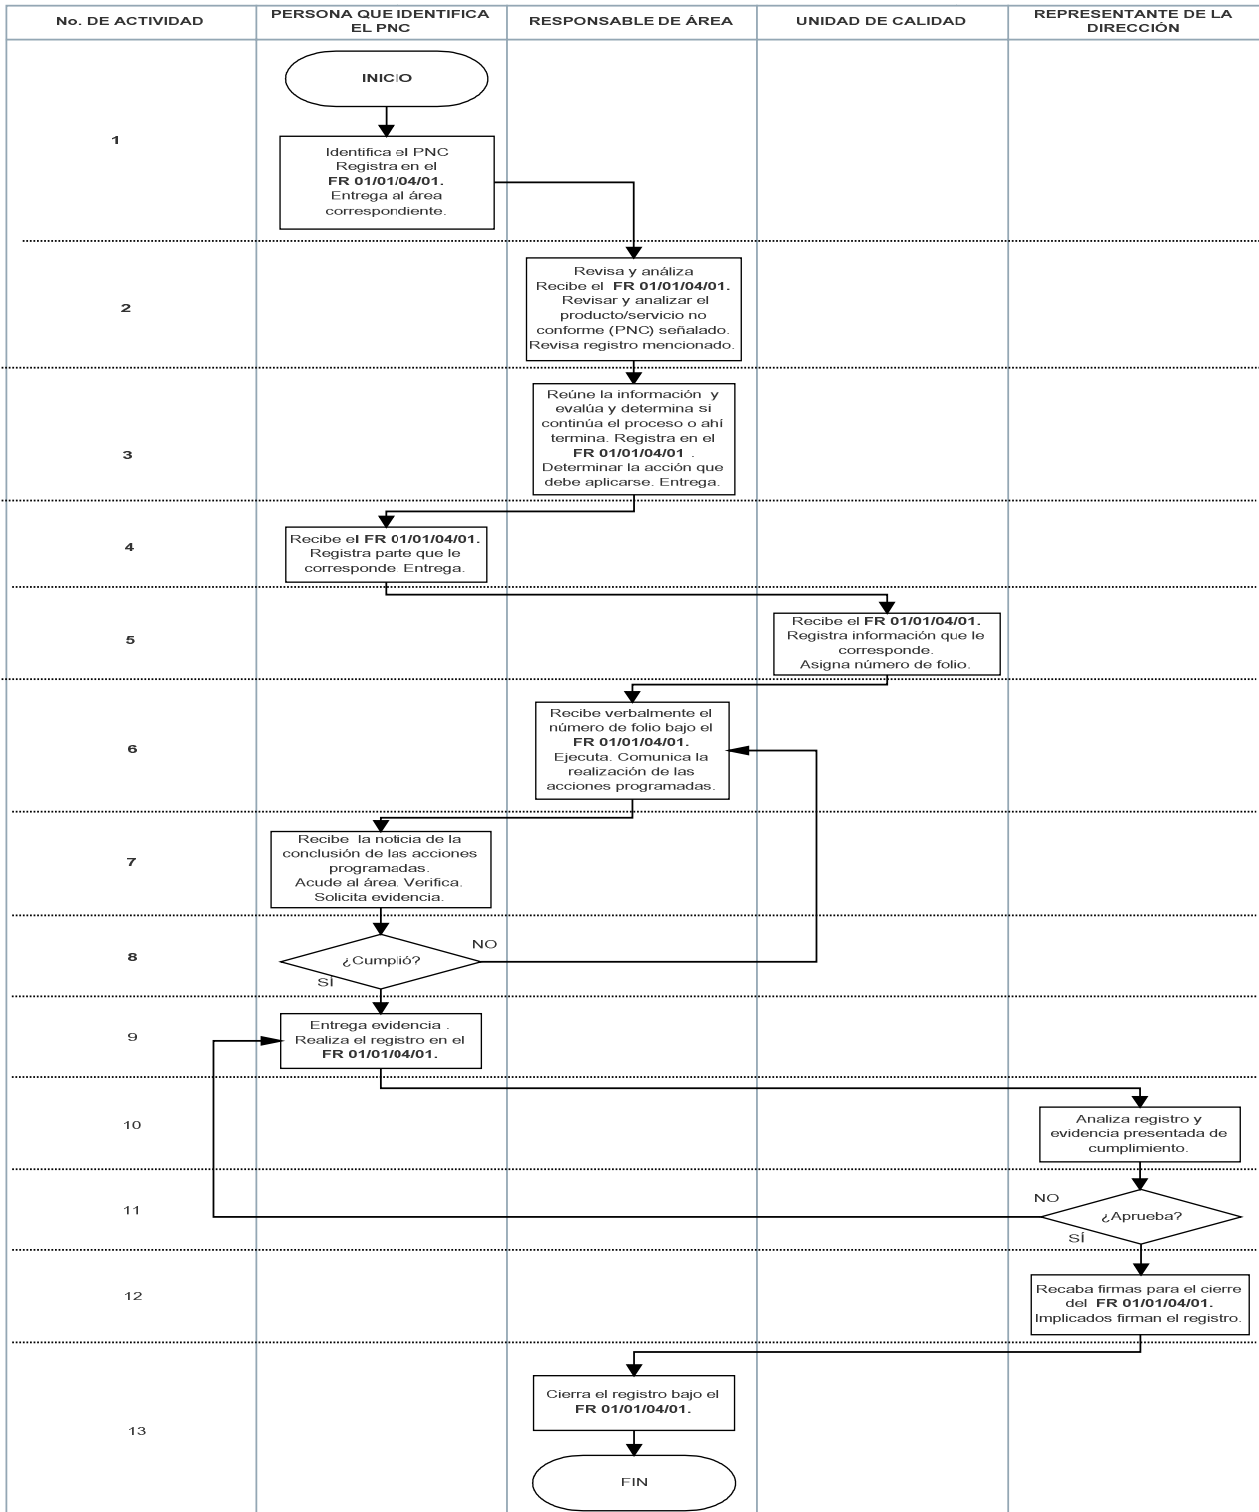 No. DE ACTIVIDAD
PERSONA QUE IDENTIFICA
EL PNC
RESPONSABLE DE ÁREA
UNIDAD DE CALIDAD
REPRESENTANTE DE LA
DIRECCIÓN
INICIO
1
Identifica el PNC
Registra en el
FR 01/01/04/01.
Entrega al área
correspondiente.
2
Revisa y análiza
Recibe el FR 01/01/04/01.
Revisar y analizar el
producto/servicio no
conforme (PNC) señalado.
Revisa registro mencionado.
3
Reúne la información y
evalúa y determina si
continúa el proceso o ahí
termina. Registra en el
FR 01/01/04/01 .
Determinar la acción que
debe aplicarse. Entrega.
4
Recibe el FR 01/01/04/01.
Registra parte que le
corresponde. Entrega.
5
Recibe el FR 01/01/04/01.
Registra información que le
corresponde.
Asigna número de folio.
6
Recibe verbalmente el
número de folio bajo el
FR 01/01/04/01.
Ejecuta. Comunica la
realización de las
acciones programadas.
7
Recibe la noticia de la
conclusión de las acciones
programadas.
Acude al área. Verifica.
Solicita evidencia.
8
¿Cumplió?
NO
SÍ
9
Entrega evidencia .
Realiza el registro en el
FR 01/01/04/01.
10
Analiza registro y
evidencia presentada de
cumplimiento.
11
NO
¿Aprueba?
SÍ
12
Recaba firmas para el cierre
del FR 01/01/04/01.
Implicados firman el registro.
13
Cierra el registro bajo el
FR 01/01/04/01.
FIN